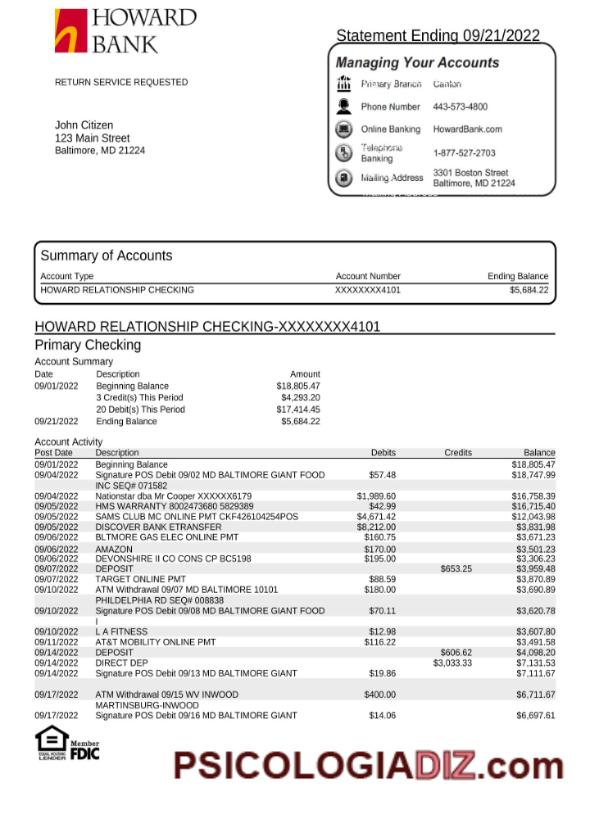 HOWARD
BANK
Statement Ending 09/21/2022
RETURN SERVICE REQUESTED
John Citizen
123 Main Street
Baltimore, MD 21224
Managing Your Accounts
Primary Branch Canton
Phone Number 443-573-4800
Online Banking HowardBank.com
Telephone Banking 1-877-527-2703
Mailing Address 3301 Boston Street
Baltimore, MD 21224
Summary of Accounts
Account Type Account Number Ending Balance
HOWARD RELATIONSHIP CHECKING XXXXXXXX4101 $5,684.22
HOWARD RELATIONSHIP CHECKING-XXXXXXXX4101
Primary Checking
Account Summary
Date Description Amount
09/01/2022 Beginning Balance $18,805.47
3 Credit(s) This Period $4,293.20
20 Debit(s) This Period $17,414.45
09/21/2022 Ending Balance $5,684.22
Account Activity
Post Date Description Debits Credits Balance
09/01/2022 Beginning Balance $18,805.47
09/04/2022 Signature POS Debit 09/02 MD BALTIMORE GIANT FOOD $57.48 $18,747.99
INC SEQ# 071582
09/04/2022 Nationstar dba Mr Cooper XXXXXX6179 $1,989.60 $16,758.39
09/05/2022 HMS WARRANTY 8002473680 5829389 $42.99 $16,715.40
09/05/2022 SAMS CLUB MC ONLINE PMT CKF426104254POS $4,671.42 $12,043.98
09/05/2022 DISCOVER BANK ETRANSFER $8,212.00 $3,831.98
09/06/2022 BLTMORE GAS ELEC ONLINE PMT $160.75 $3,671.23
09/06/2022 AMAZON $170.00 $3,501.23
09/06/2022 DEVONSHIRE II CO CONS CP BC5198 $195.00 $3,306.23
09/07/2022 DEPOSIT $653.25 $3,959.48
09/07/2022 TARGET ONLINE PMT $88.59 $3,870.89
09/10/2022 ATM Withdrawal 09/07 MD BALTIMORE 10101 $180.00 $3,690.89
PHILDELPHIA RD SEQ# 008838
09/10/2022 Signature POS Debit 09/08 MD BALTIMORE GIANT FOOD $70.11 $3,620.78
I
09/10/2022 L A FITNESS $12.98 $3,607.80
09/11/2022 AT&T MOBILITY ONLINE PMT $116.22 $3,491.58
09/14/2022 DEPOSIT $606.62 $4,098.20
09/14/2022 DIRECT DEP $3,033.33 $7,131.53
09/14/2022 Signature POS Debit 09/13 MD BALTIMORE GIANT $19.86 $7,111.67
09/17/2022 ATM Withdrawal 09/15 WV INWOOD $400.00 $6,711.67
MARTINSBURG-INWOOD
09/17/2022 Signature POS Debit 09/16 MD BALTIMORE GIANT $14.06 $6,697.61
EQUAL HOUSING
LENDER
Member
FDIC
PSICOLOGIADIZ.com